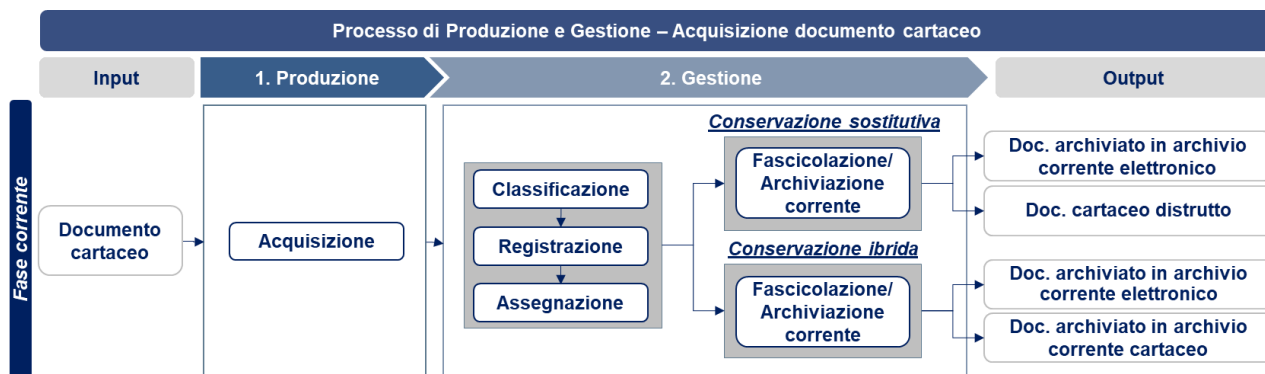 Processo di Produzione e Gestione – Acquisizione documento cartaceo
Input
1. Produzione
2. Gestione
Output
Fase corrente
Documento
cartaceo
Acquisizione
Classificazione
Registrazione
Assegnazione
Conservazione sostitutiva
Fascicolazione/
Archiviazione
corrente
Conservazione ibrida
Fascicolazione/
Archiviazione
corrente
Doc. archiviato in archivio
corrente elettronico
Doc. cartaceo distrutto
Doc. archiviato in archivio
corrente elettronico
Doc. archiviato in archivio
corrente cartaceo